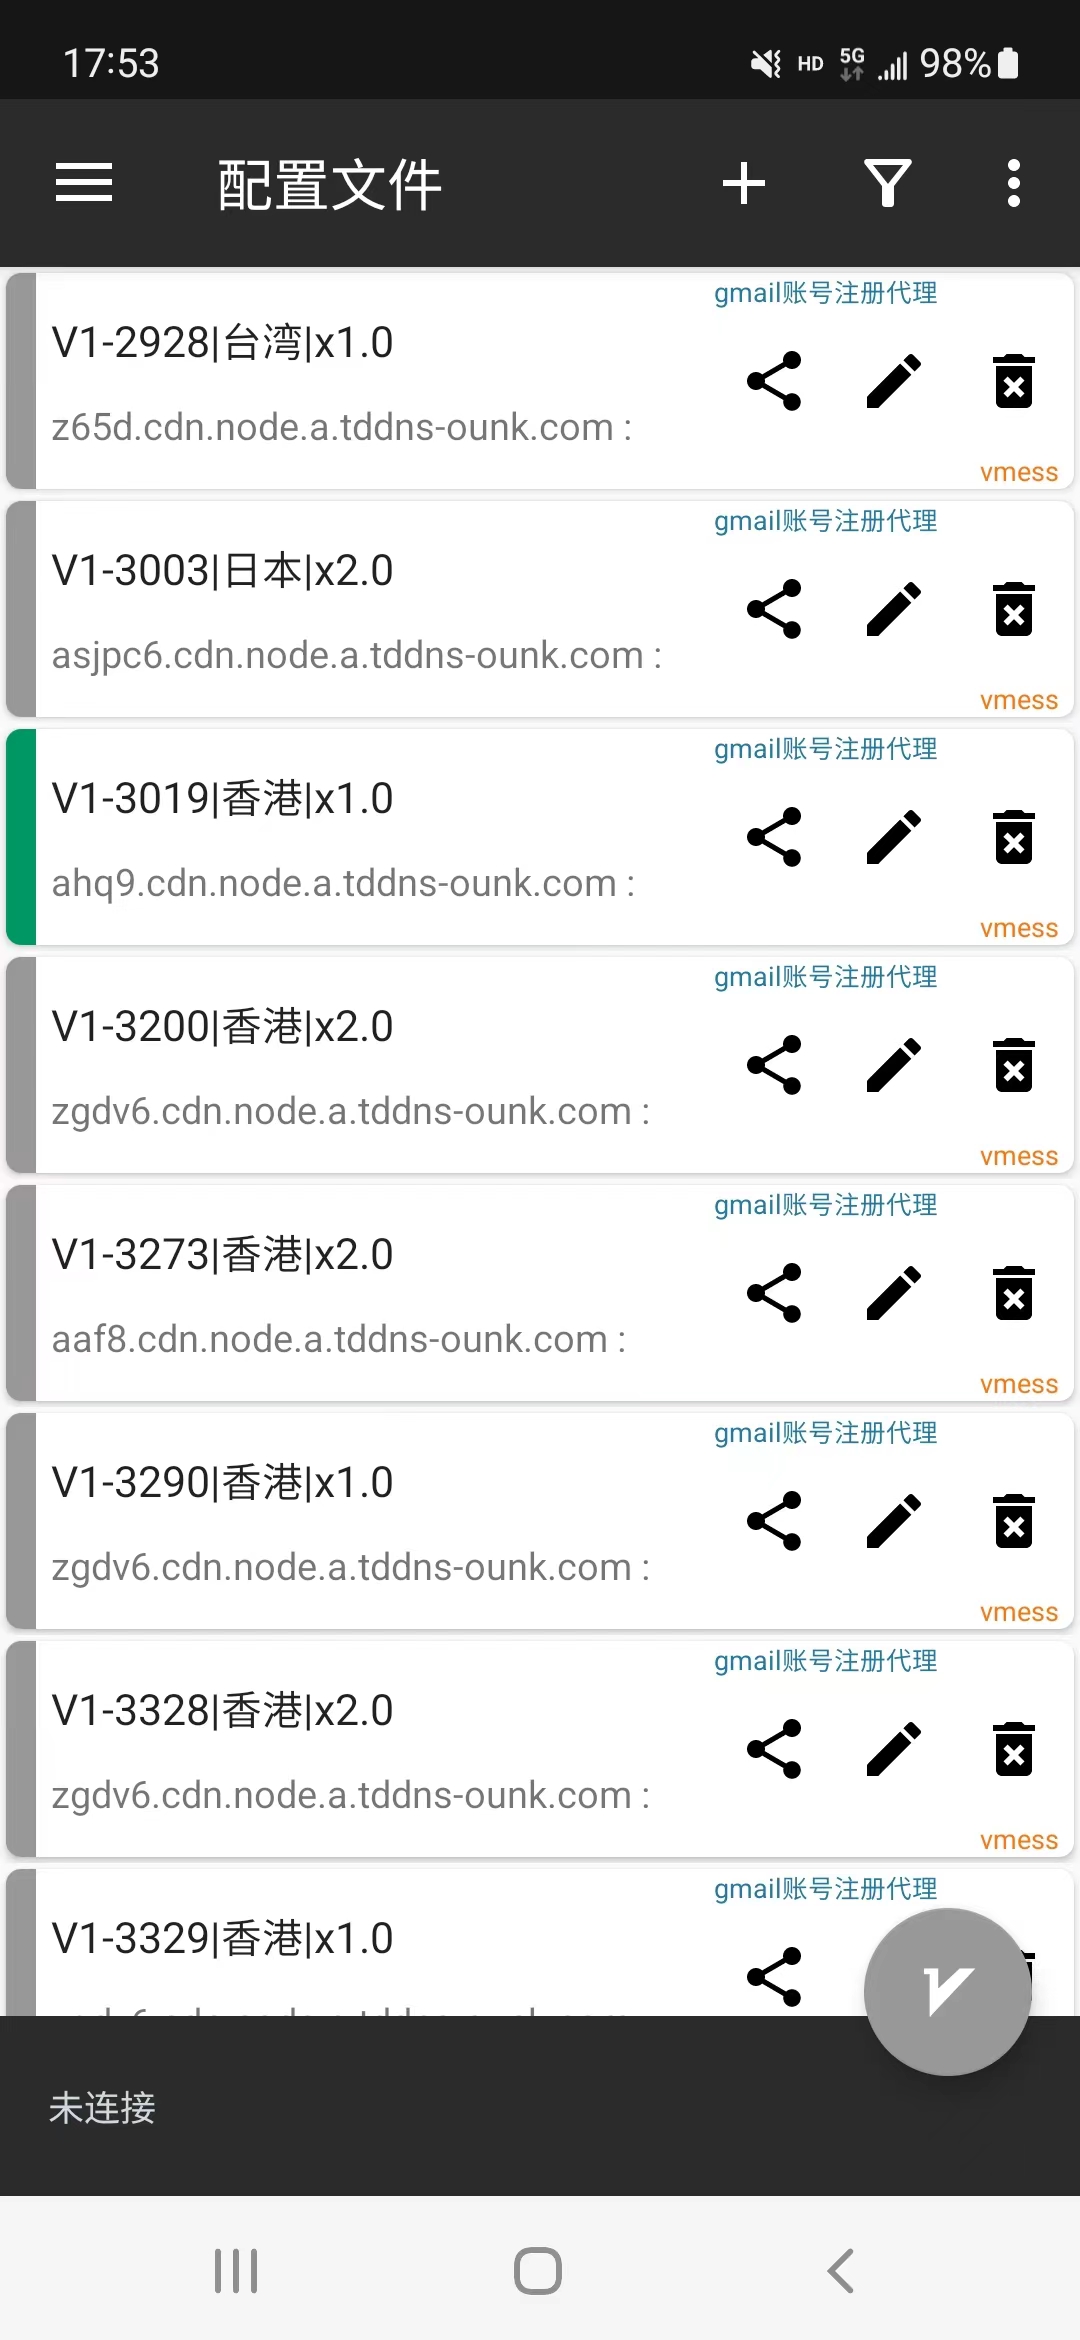 17:53
HD 5G 98%
配置文件
gmail账号注册代理
V1-2928|台湾|x1.0
z65d.cdn.node.a.tddns-ounk.com :
vmess
gmail账号注册代理
V1-3003|日本|x2.0
asjpc6.cdn.node.a.tddns-ounk.com :
vmess
gmail账号注册代理
V1-3019|香港|x1.0
ahq9.cdn.node.a.tddns-ounk.com :
vmess
gmail账号注册代理
V1-3200|香港|x2.0
zgdv6.cdn.node.a.tddns-ounk.com :
vmess
gmail账号注册代理
V1-3273|香港|x2.0
aaf8.cdn.node.a.tddns-ounk.com :
vmess
gmail账号注册代理
V1-3290|香港|x1.0
zgdv6.cdn.node.a.tddns-ounk.com :
vmess
gmail账号注册代理
V1-3328|香港|x2.0
zgdv6.cdn.node.a.tddns-ounk.com :
vmess
gmail账号注册代理
V1-3329|香港|x1.0
未连接